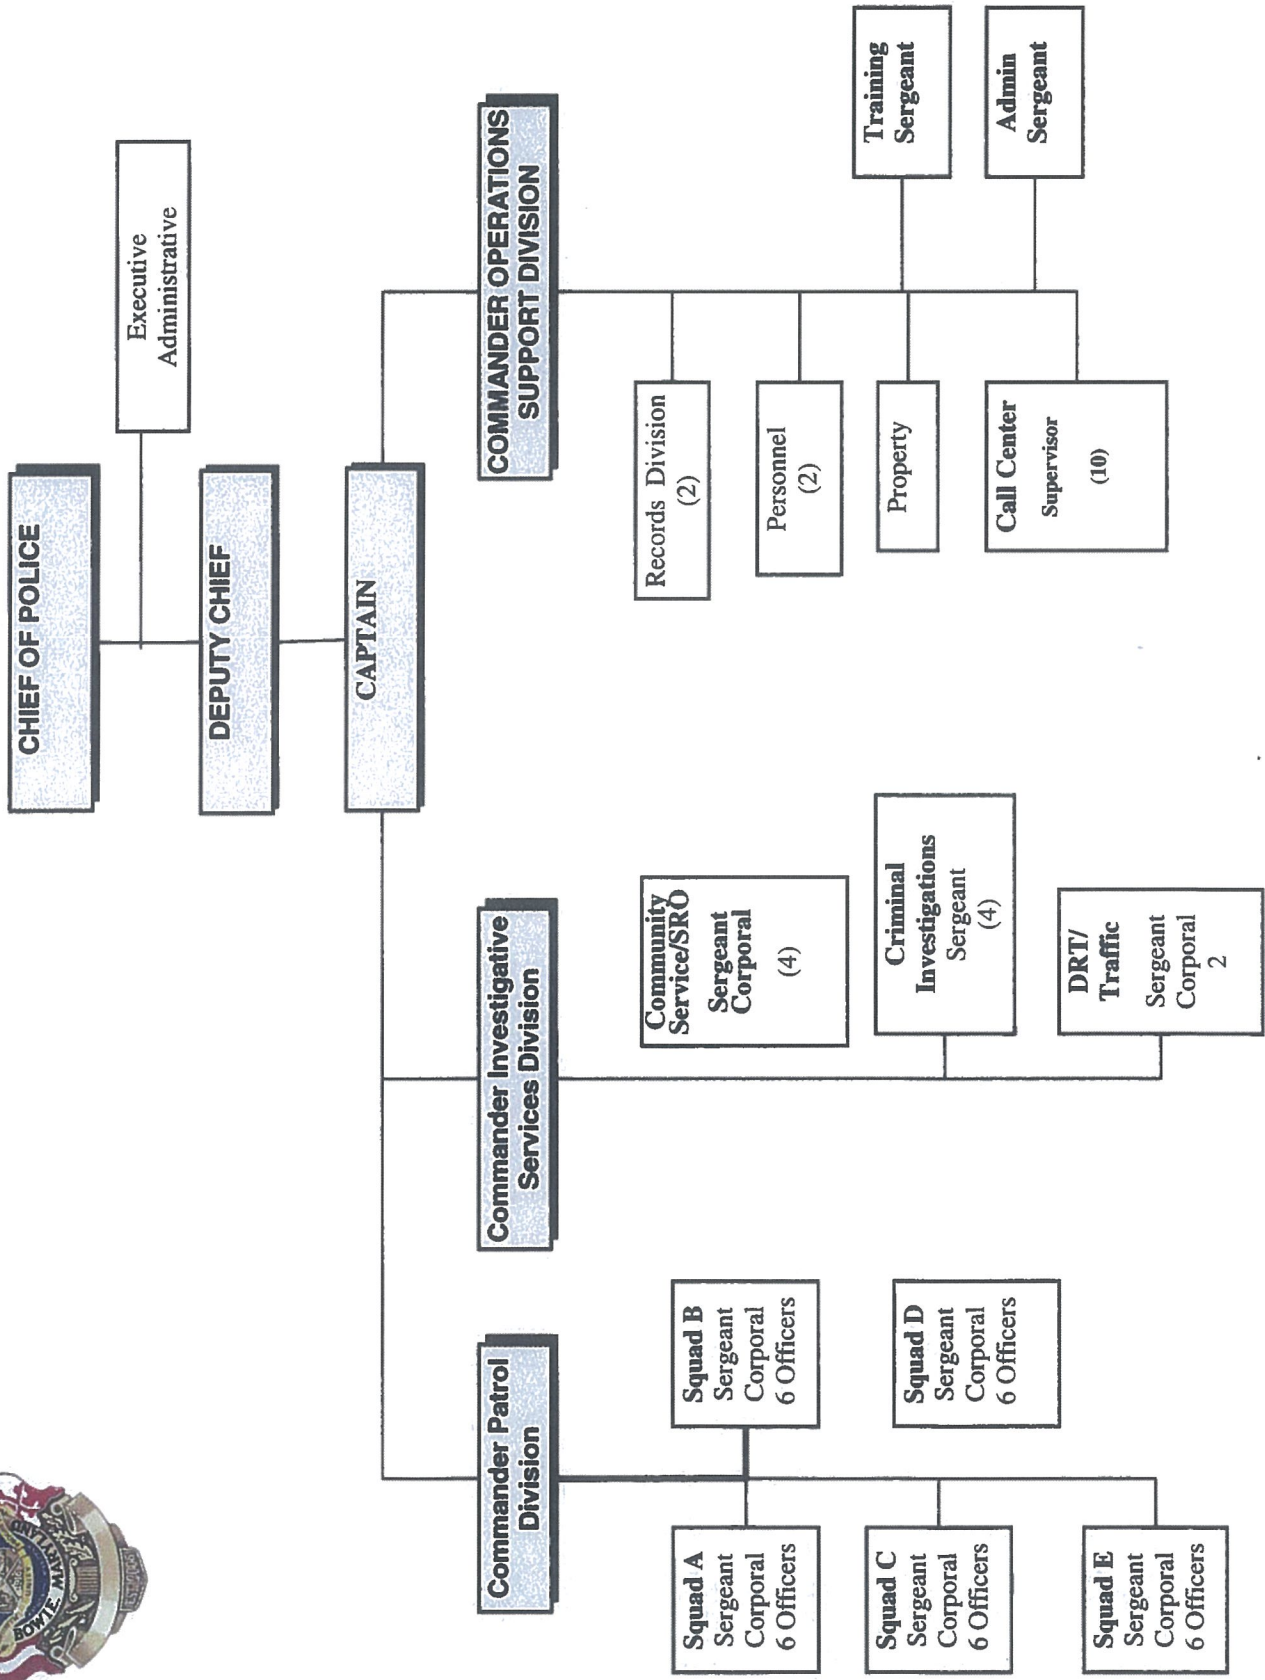 CHIEF OF POLICE
Executive
Administrative
DEPUTY CHIEF
CAPTAIN
Commander Patrol
Division
Commander Investigative
Services Division
COMMANDER OPERATIONS
SUPPORT DIVISION
Squad A
Sergeant
Corporal
6 Officers
Squad B
Sergeant
Corporal
6 Officers
Squad C
Sergeant
Corporal
6 Officers
Squad D
Sergeant
Corporal
6 Officers
Squad E
Sergeant
Corporal
6 Officers
Community
Service/SRO
Sergeant
Corporal
(4)
Criminal
Investigations
Sergeant
(4)
DRT/
Traffic
Sergeant
Corporal
2
Records Division
(2)
Personnel
(2)
Property
Call Center
Supervisor
(10)
Training
Sergeant
Admin
Sergeant
BOWIE, MARYLAND